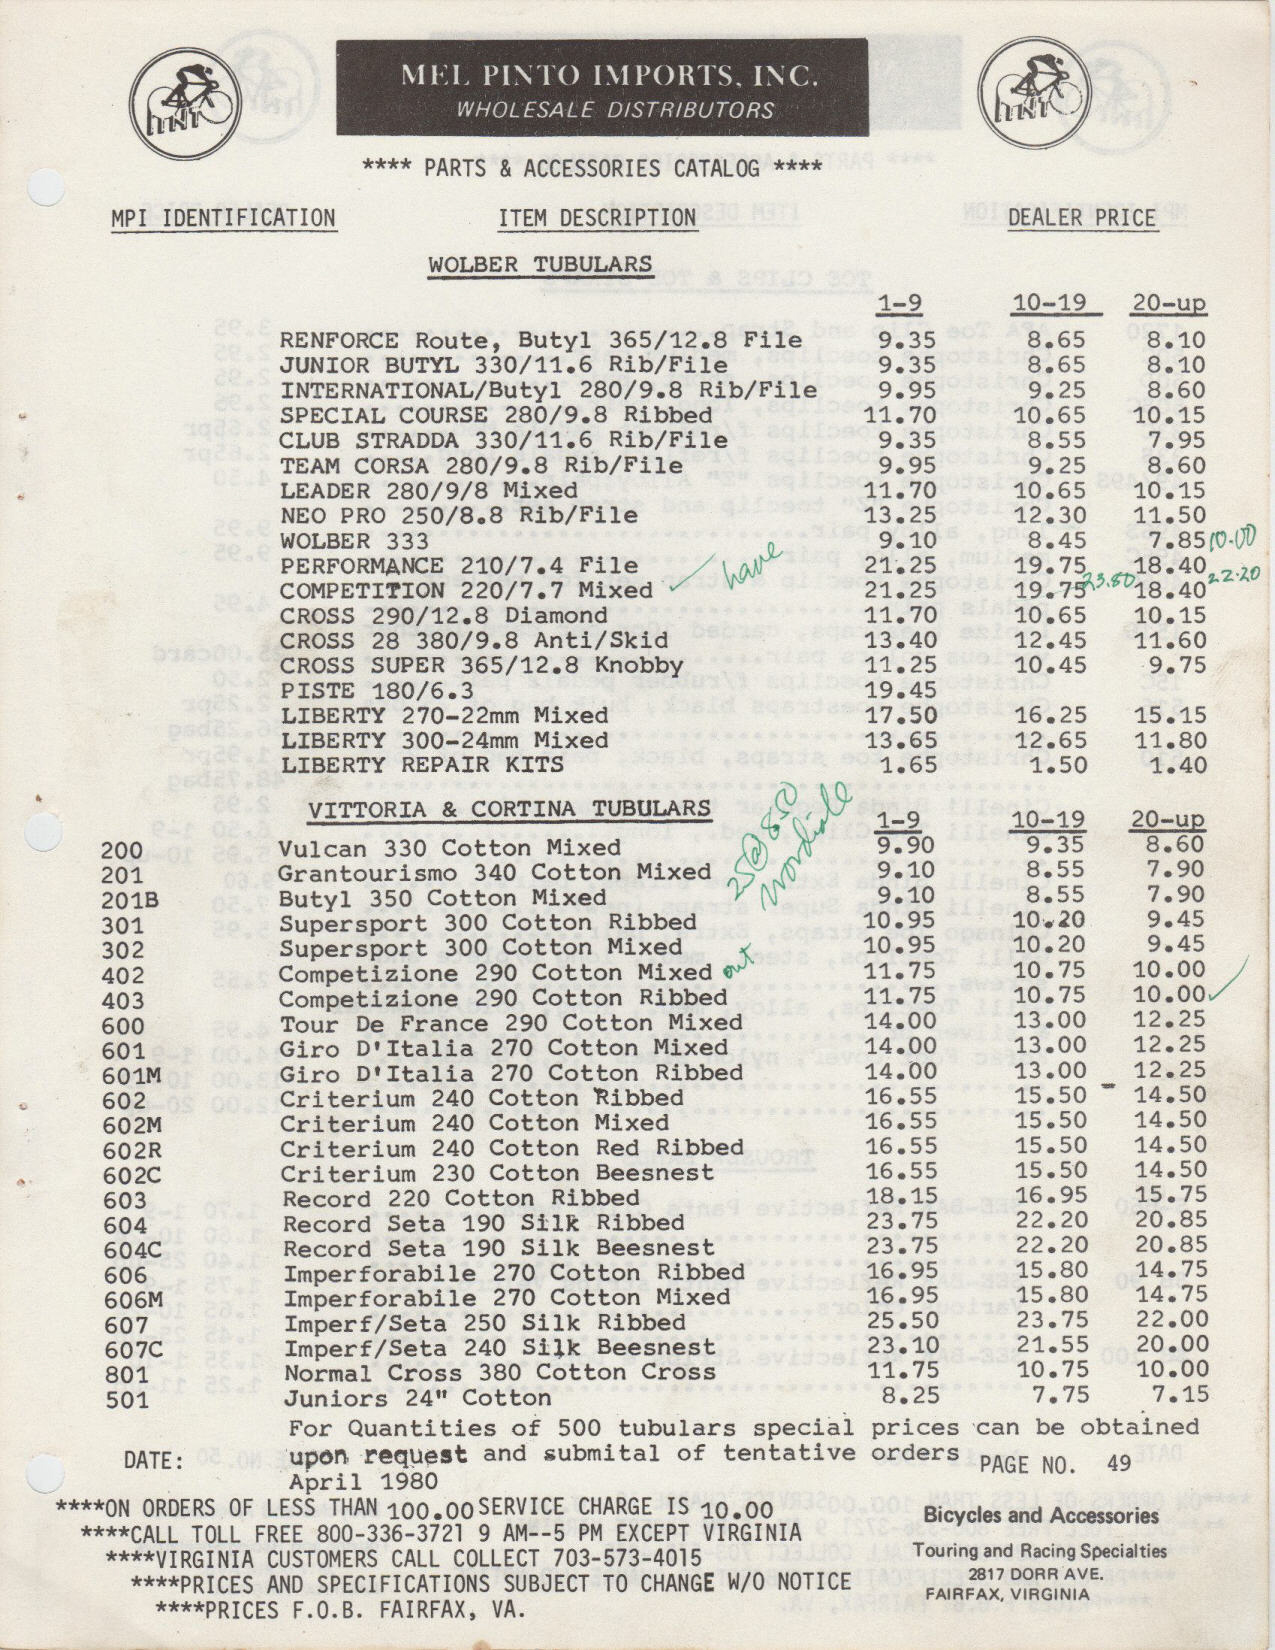 MEL PINTO IMPORTS, INC.
WHOLESALE DISTRIBUTORS
**** PARTS & ACCESSORIES CATALOG ****
MPI IDENTIFICATION ITEM DESCRIPTION DEALER PRICE
WOLBER TUBULARS
1-9 10-19 20-up
RENFORCE Route, Butyl 365/12.8 File 9.35 8.65 8.10
JUNIOR BUTYL 330/11.6 Rib/File 9.35 8.65 8.10
INTERNATIONAL/Butyl 280/9.8 Rib/File 9.95 9.25 8.60
SPECIAL COURSE 280/9.8 Ribbed 11.70 10.65 10.15
CLUB STRADDA 330/11.6 Rib/File 9.35 8.55 7.95
TEAM CORSA 280/9.8 Rib/File 9.95 9.25 8.60
LEADER 280/9/8 Mixed 11.70 10.65 10.15
NEO PRO 250/8.8 Rib/File 13.25 12.30 11.50
WOLBER 333 9.10 8.45 7.85 10.00
PERFORMANCE 210/7.4 File have 21.25 19.75 18.40
COMPETITION 220/7.7 Mixed ✓ 21.25 19.75 23.80 18.40 22.20
CROSS 290/12.8 Diamond 11.70 10.65 10.15
CROSS 28 380/9.8 Anti/Skid 13.40 12.45 11.60
CROSS SUPER 365/12.8 Knobby 11.25 10.45 9.75
PISTE 180/6.3 19.45
LIBERTY 270-22mm Mixed 17.50 16.25 15.15
LIBERTY 300-24mm Mixed 13.65 12.65 11.80
LIBERTY REPAIR KITS 1.65 1.50 1.40
VITTORIA & CORTINA TUBULARS
25@8.50
1-9 10-19 20-up
200 Vulcan 330 Cotton Mixed 9.90 9.35 8.60
201 Grantourismo 340 Cotton Mixed 9.10 8.55 7.90
201B Butyl 350 Cotton Mixed 9.10 8.55 7.90
301 Supersport 300 Cotton Ribbed 10.95 10.20 9.45
302 Supersport 300 Cotton Mixed 10.95 10.20 9.45
402 Competizione 290 Cotton Mixed out 11.75 10.75 10.00
403 Competizione 290 Cotton Ribbed 11.75 10.75 10.00 ✓
600 Tour De France 290 Cotton Mixed 14.00 13.00 12.25
601 Giro D'Italia 270 Cotton Mixed 14.00 13.00 12.25
601M Giro D'Italia 270 Cotton Ribbed 14.00 13.00 12.25
602 Criterium 240 Cotton Ribbed 16.55 15.50 - 14.50
602M Criterium 240 Cotton Mixed 16.55 15.50 14.50
602R Criterium 240 Cotton Red Ribbed 16.55 15.50 14.50
602C Criterium 230 Cotton Beesnest 16.55 15.50 14.50
603 Record 220 Cotton Ribbed 18.15 16.95 15.75
604 Record Seta 190 Silk Ribbed 23.75 22.20 20.85
604C Record Seta 190 Silk Beesnest 23.75 22.20 20.85
606 Imperforabile 270 Cotton Ribbed 16.95 15.80 14.75
606M Imperforabile 270 Cotton Mixed 16.95 15.80 14.75
607 Imperf/Seta 250 Silk Ribbed 25.50 23.75 22.00
607C Imperf/Seta 240 Silk Beesnest 23.10 21.55 20.00
801 Normal Cross 380 Cotton Cross 11.75 10.75 10.00
501 Juniors 24" Cotton 8.25 7.75 7.15
For Quantities of 500 tubulars special prices can be obtained
upon request and submital of tentative orders
DATE: April 1980 PAGE NO. 49
****ON ORDERS OF LESS THAN 100.00 SERVICE CHARGE IS 10.00
****CALL TOLL FREE 800-336-3721 9 AM--5 PM EXCEPT VIRGINIA
****VIRGINIA CUSTOMERS CALL COLLECT 703-573-4015
****PRICES AND SPECIFICATIONS SUBJECT TO CHANGE W/O NOTICE
****PRICES F.O.B. FAIRFAX, VA.
Bicycles and Accessories
Touring and Racing Specialties
2817 DORR AVE.
FAIRFAX, VIRGINIA